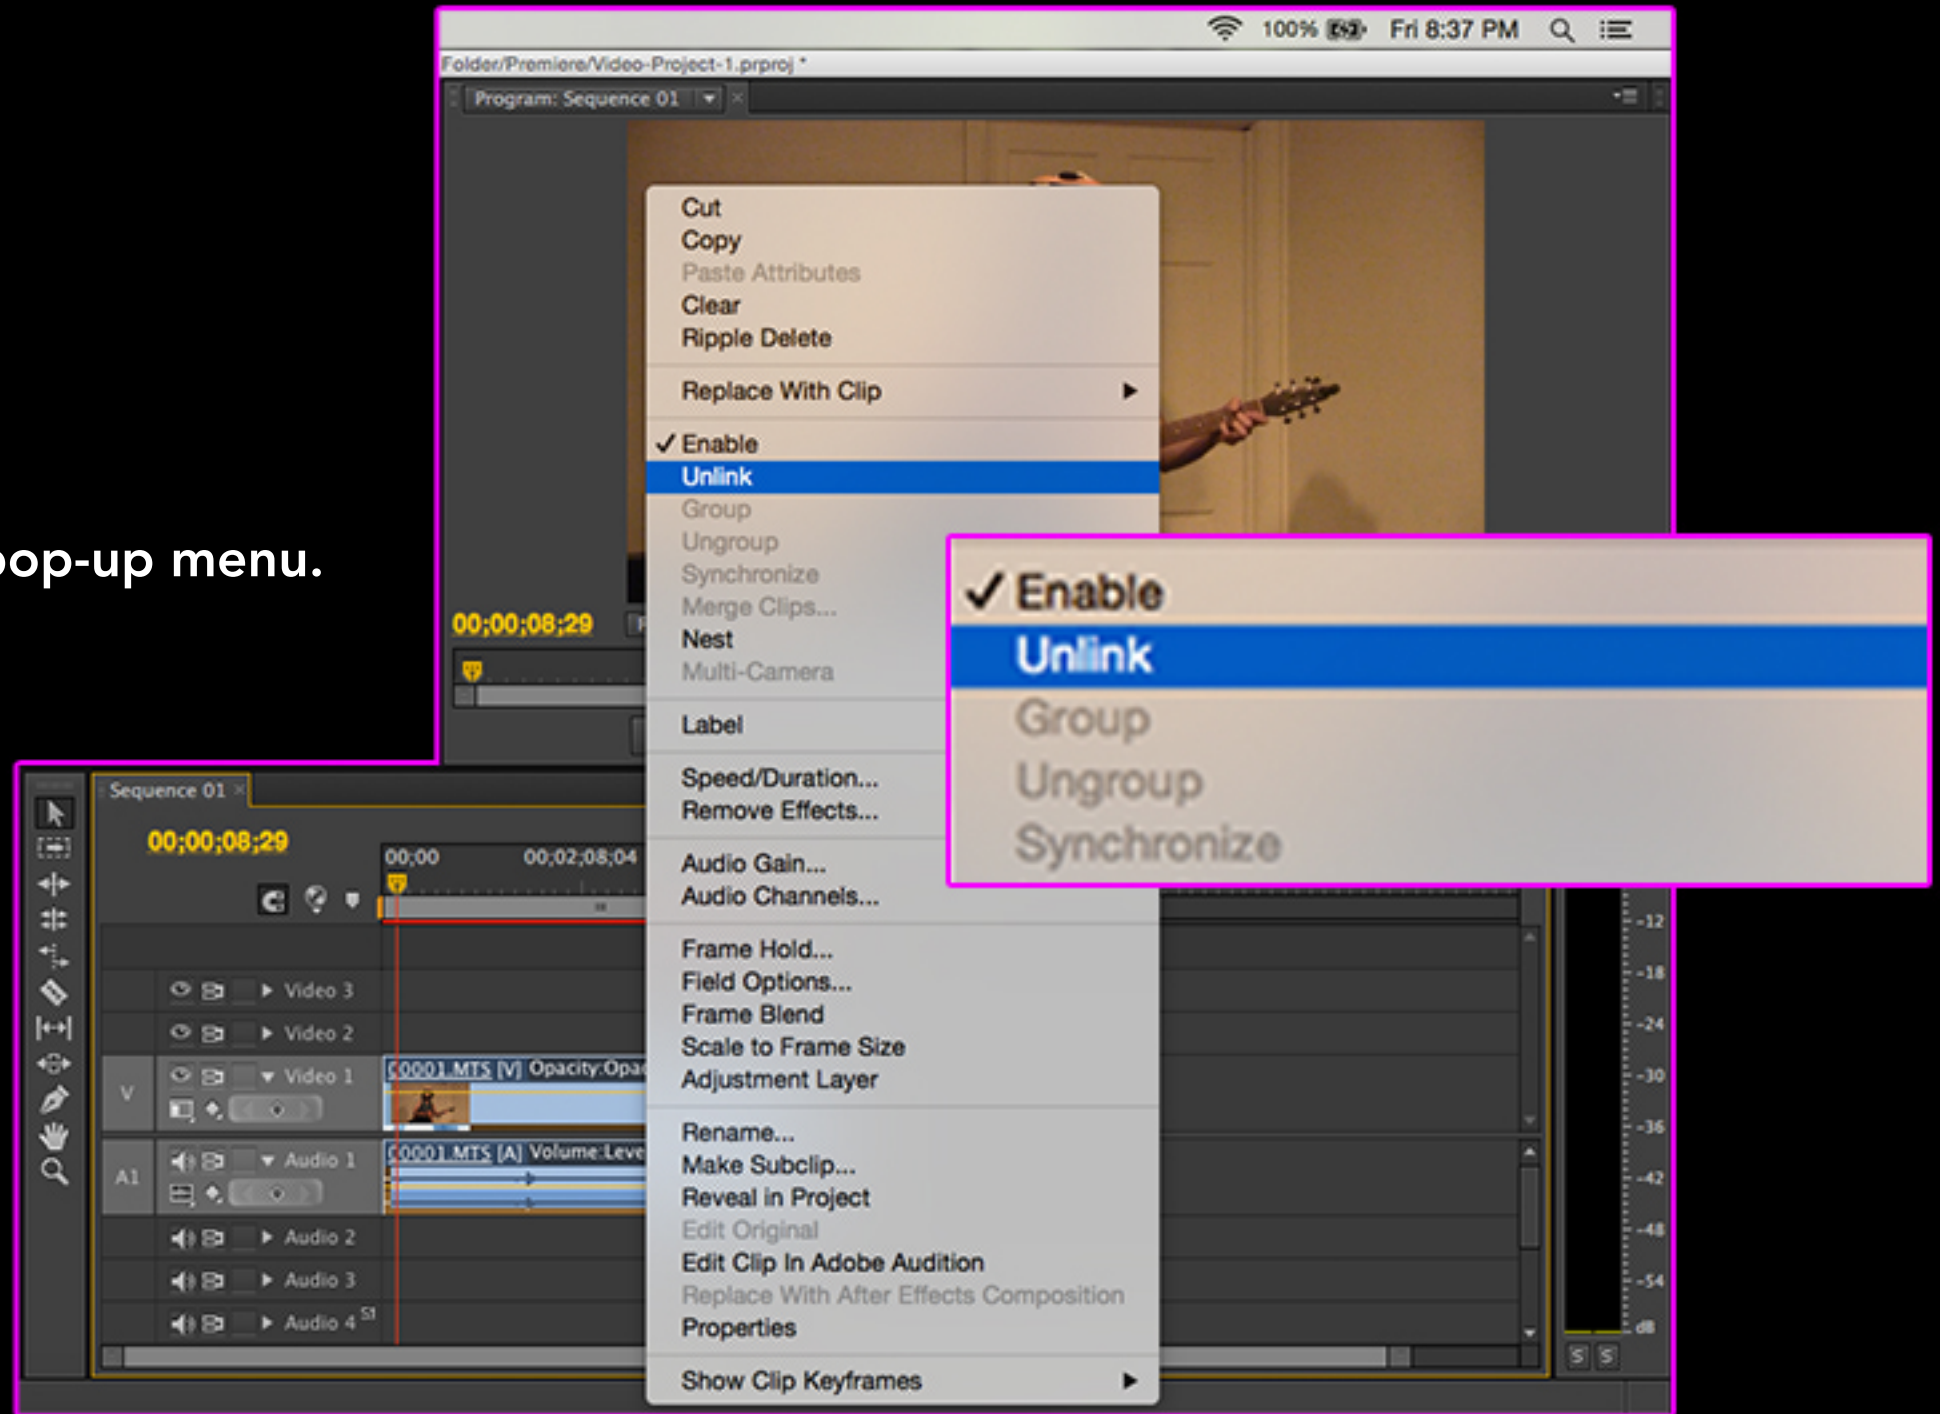 100% Fri 8:37 PM
Folder/Premiere/Video-Project-1.prproj *
Program: Sequence 01
Cut
Copy
Paste Attributes
Clear
Ripple Delete
Replace With Clip
Enable
Unlink
Group
Ungroup
Synchronize
Merge Clips...
Nest
Multi-Camera
Label
Speed/Duration...
Remove Effects...
Audio Gain...
Audio Channels...
Frame Hold...
Field Options...
Frame Blend
Scale to Frame Size
Adjustment Layer
Rename...
Make Subclip...
Reveal in Project
Edit Original
Edit Clip In Adobe Audition
Replace With After Effects Composition
Properties
Show Clip Keyframes
pop-up menu.
00;00;08;29
Enable
Unlink
Group
Ungroup
Synchronize
Sequence 01
00;00;08;29
00;00 00;02;08;04
Video 3
Video 2
V Video 1
00001.MTS [V] Opacity:Opac
A1 Audio 1
00001.MTS [A] Volume:Leve
Audio 2
Audio 3
Audio 4 S1
-12
-18
-24
-30
-36
-42
-48
-54
dB
S S